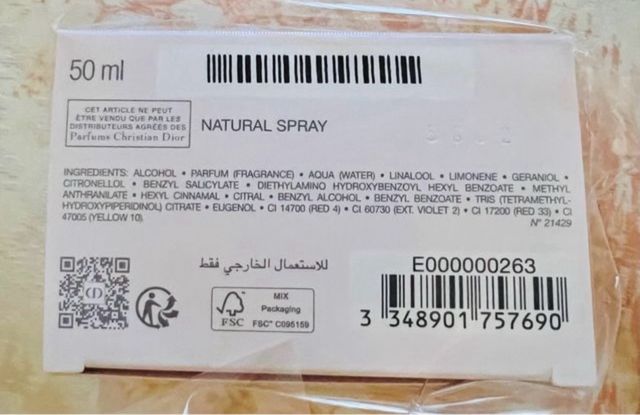 50 ml
CET ARTICLE NE PEUT
ÊTRE VENDU QUE PAR LES
DISTRIBUTEURS AGRÉÉS DES
Parfums Christian Dior
NATURAL SPRAY
INGREDIENTS: ALCOHOL • PARFUM (FRAGRANCE) • AQUA (WATER) • LINALOOL • LIMONENE • GERANIOL •
CITRONELLOL • BENZYL SALICYLATE • DIETHYLAMINO HYDROXYBENZOYL HEXYL BENZOATE • METHYL
ANTHRANILATE • HEXYL CINNAMAL • CITRAL • BENZYL ALCOHOL • BENZYL BENZOATE • TRIS (TETRAMETHYL-
HYDROXYPIPERIDINOL) CITRATE • EUGENOL • CI 14700 (RED 4) • CI 60730 (EXT. VIOLET 2) • CI 17200 (RED 33) • CI
47005 (YELLOW 10)
N° 21429
للاستعمال الخارجي فقط
CD
FSC
MIX
Packaging
FSC™ C095159
E000000263
3 348901 757690